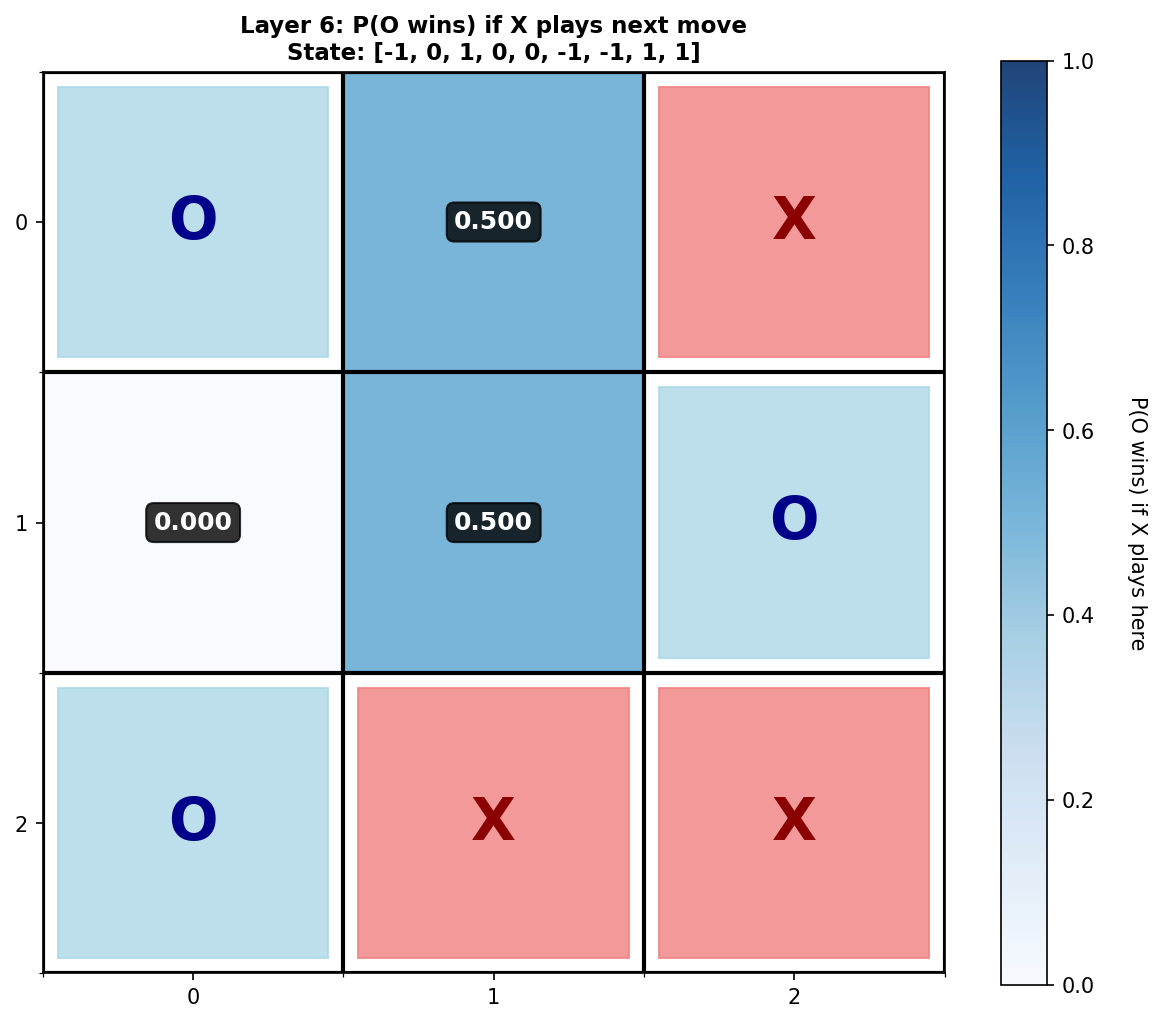 Layer 6: P(O wins) if X plays next move
State: [-1, 0, 1, 0, 0, -1, -1, 1, 1]
0
O
0.500
X
1
0.000
0.500
O
2
O
X
X
0
1
2
1.0
0.8
0.6
0.4
0.2
0.0
P(O wins) if X plays here